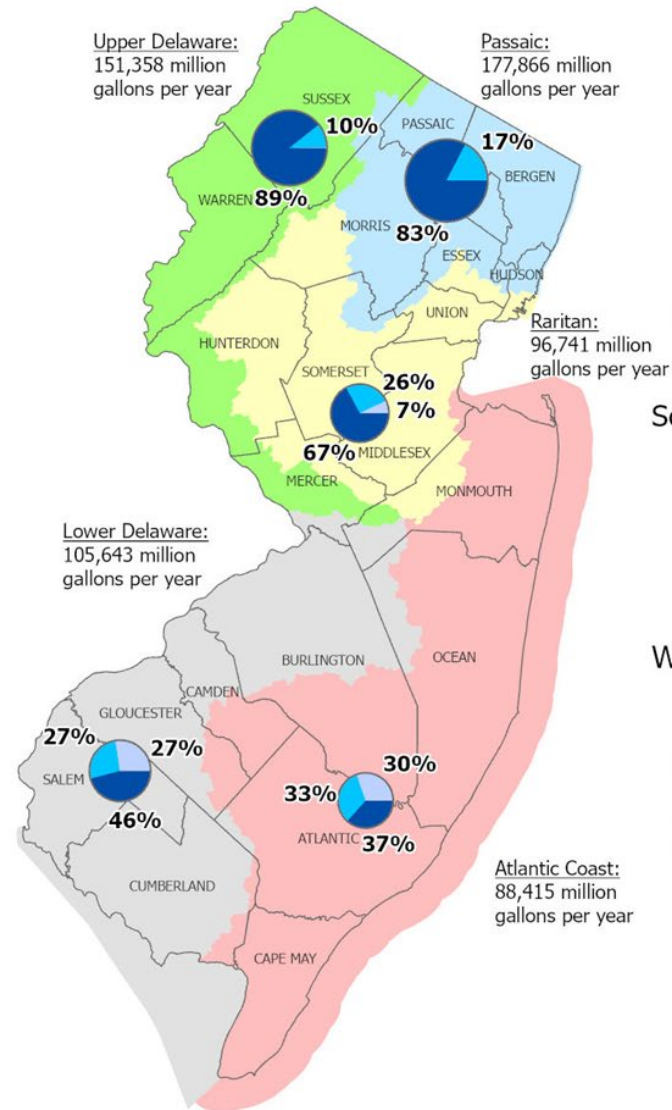 Upper Delaware:
151,358 million
gallons per year
Passaic:
177,866 million
gallons per year
SUSSEX
PASSAIC
10%
17%
BERGEN
WARREN
89%
MORRIS
83%
ESSEX
HUDSON
UNION
Raritan:
96,741 million
gallons per year
HUNTERDON
SOMERSET
26%
7%
67%
MIDDLESEX
MERCER
MONMOUTH
Lower Delaware:
105,643 million
gallons per year
BURLINGTON
OCEAN
CAMDEN
GLOUCESTER
27%
27%
SALEM
46%
30%
33%
37%
ATLANTIC
CUMBERLAND
Atlantic Coast:
88,415 million
gallons per year
CAPE MAY